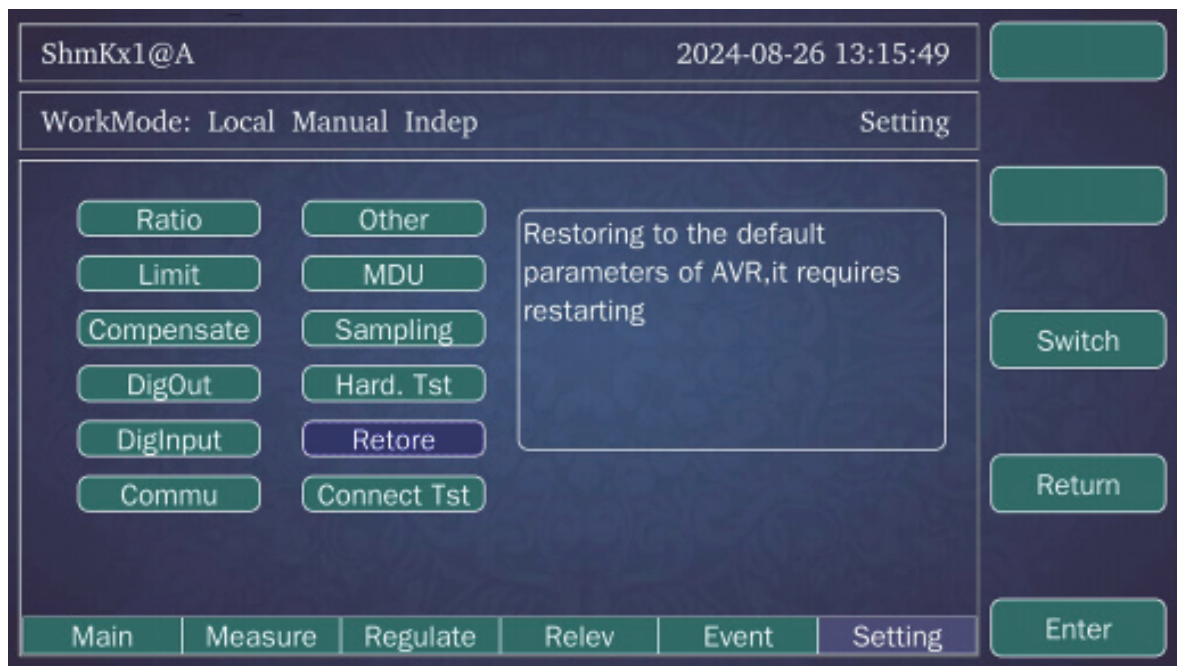 ShmKx1@A 2024-08-26 13:15:49
WorkMode: Local Manual Indep Setting
Ratio Other
Limit MDU
Compensate Sampling
DigOut Hard. Tst
DigInput Retore
Commu Connect Tst
Restoring to the default
parameters of AVR,it requires
restarting
Switch
Return
Enter
Main Measure Regulate Relev Event Setting